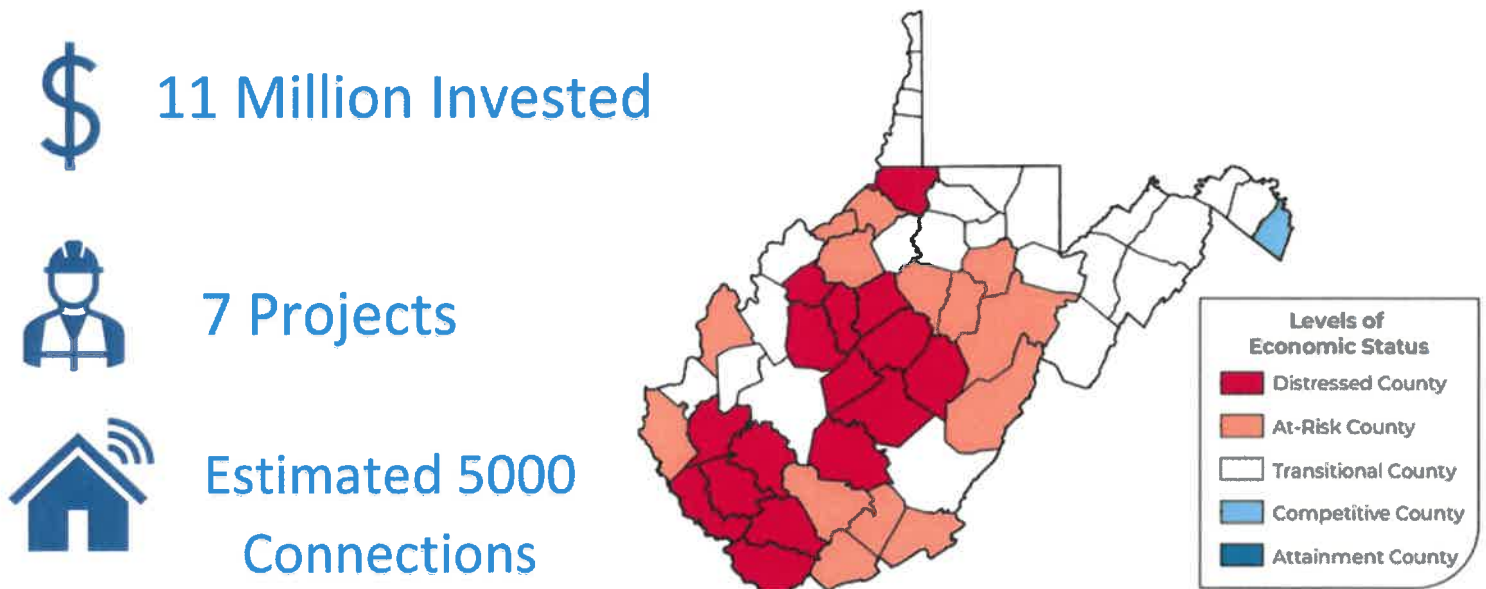 $ 11 Million Invested
7 Projects
Estimated 5000
Connections
Levels of
Economic Status
Distressed County
At-Risk County
Transitional County
Competitive County
Attainment County